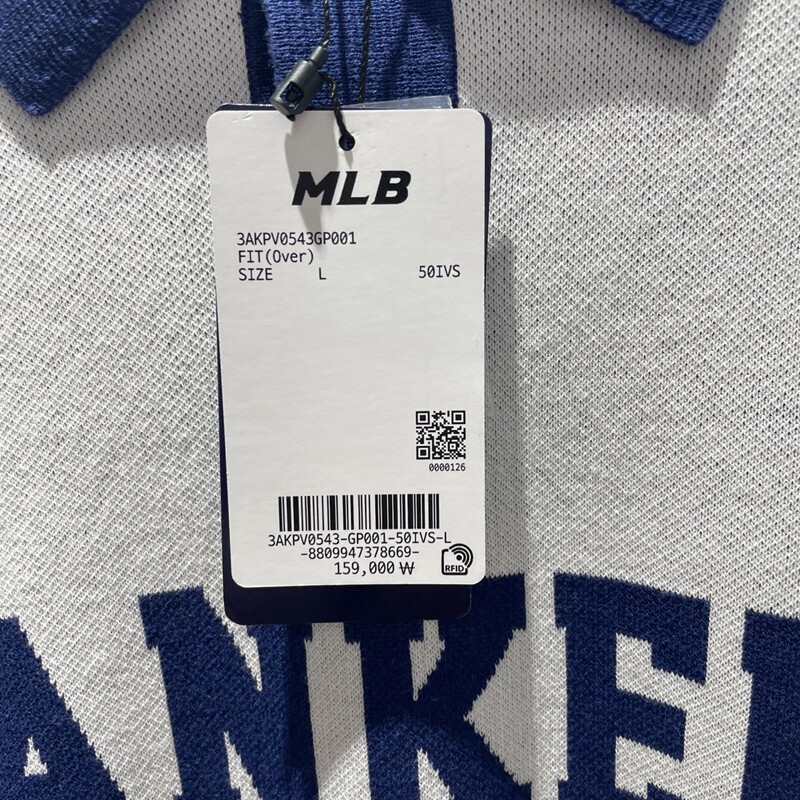 MLB
3AKPV0543GP001
FIT(Over)
SIZE L 50IVS
0000126
3AKPV0543-GP001-50IVS-L
-8809947378669-
159,000 ₩
RFID
ANKE